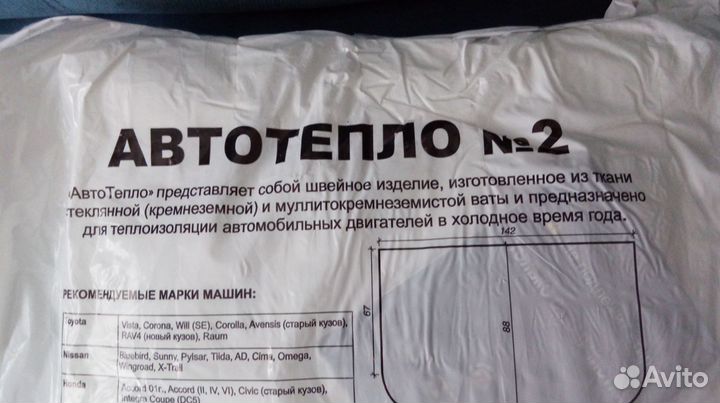 АВТОТЕПЛО №2
«АвтоТепло» представляет собой швейное изделие, изготовленное из ткани
стеклянной (кремнеземной) и муллитокремнеземистой ваты и предназначено
для теплоизоляции автомобильных двигателей в холодное время года.
142
67
88
РЕКОМЕНДУЕМЫЕ МАРКИ МАШИН:
Toyota Vista, Corona, Will (SE), Corolla, Avensis (старый кузов),
RAV4 (новый кузов), Raum
Nissan Bluebird, Sunny, Pylsar, Tiida, AD, Cima, Omega,
Wingroad, X-Trail
Honda Accord 01г., Accord (II, IV, VI), Civic (старый кузов),
Integra Coupe (DC5)
Avito